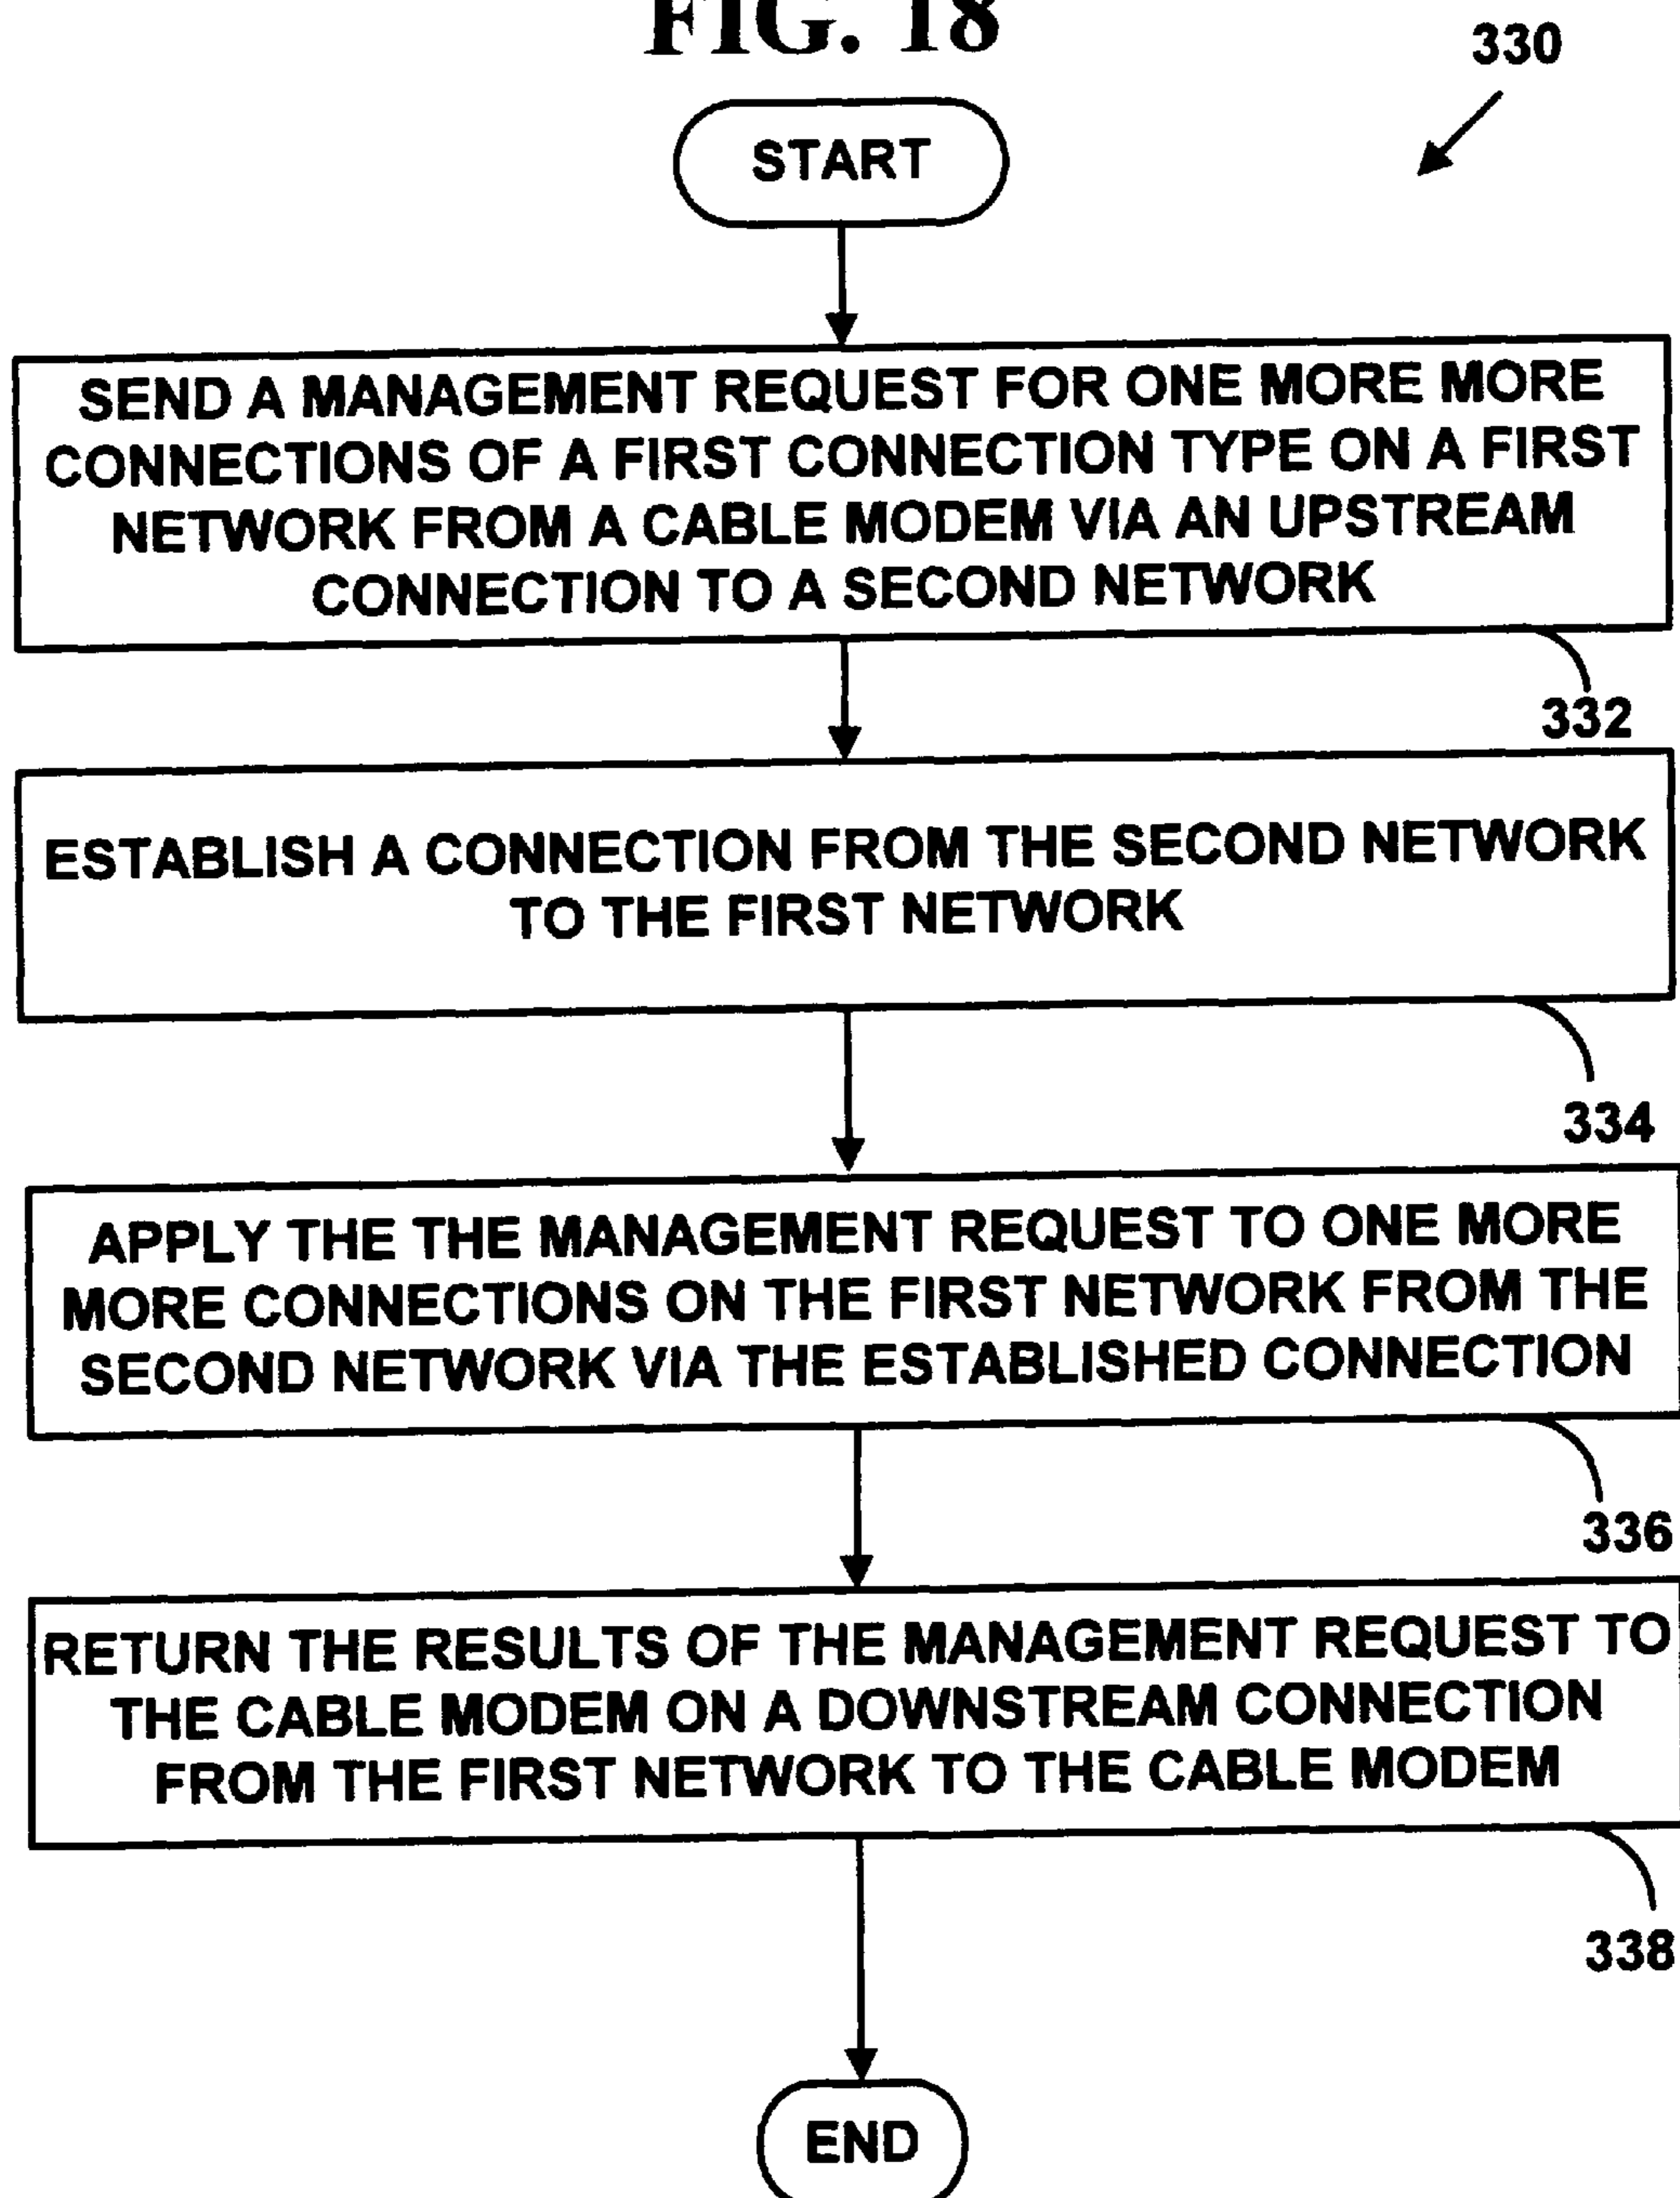 FIG. 18
330
START
SEND A MANAGEMENT REQUEST FOR ONE MORE MORE
CONNECTIONS OF A FIRST CONNECTION TYPE ON A FIRST
NETWORK FROM A CABLE MODEM VIA AN UPSTREAM
CONNECTION TO A SECOND NETWORK
332
ESTABLISH A CONNECTION FROM THE SECOND NETWORK
TO THE FIRST NETWORK
334
APPLY THE THE MANAGEMENT REQUEST TO ONE MORE
MORE CONNECTIONS ON THE FIRST NETWORK FROM THE
SECOND NETWORK VIA THE ESTABLISHED CONNECTION
336
RETURN THE RESULTS OF THE MANAGEMENT REQUEST TO
THE CABLE MODEM ON A DOWNSTREAM CONNECTION
FROM THE FIRST NETWORK TO THE CABLE MODEM
338
END